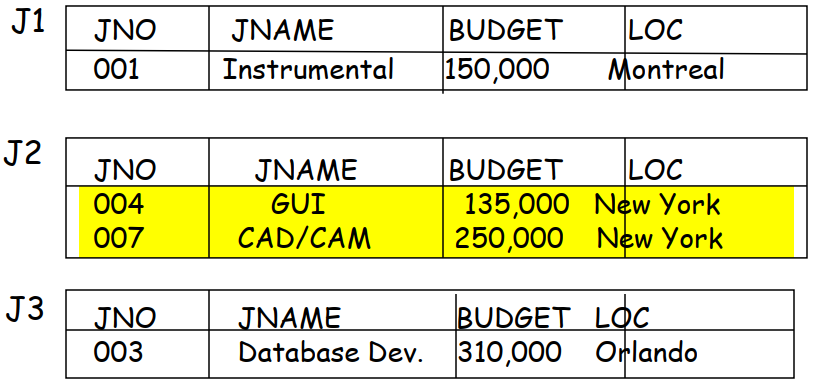 J1 JNO JNAME BUDGET LOC
001 Instrumental 150,000 Montreal
J2 JNO JNAME BUDGET LOC
004 GUI 135,000 New York
007 CAD/CAM 250,000 New York
J3 JNO JNAME BUDGET LOC
003 Database Dev. 310,000 Orlando